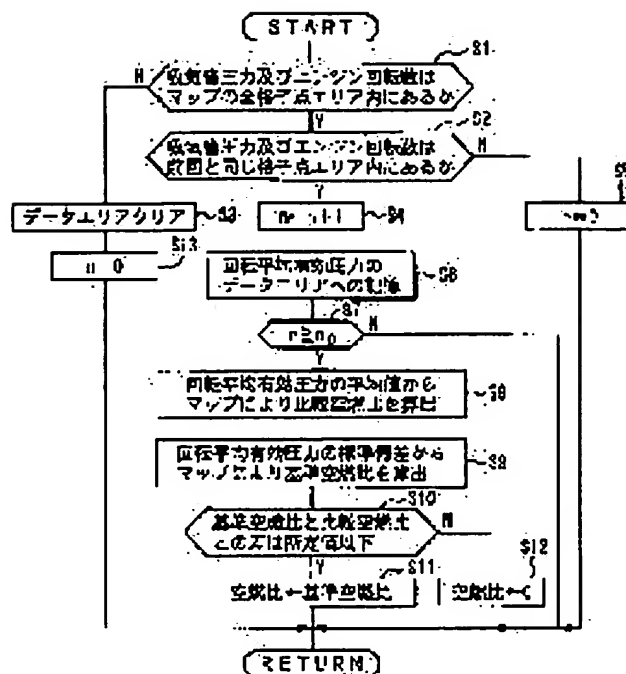 START
S1
吸気管圧力及びエンジン回転数は
マップの全格子点エリア内にあるか
N
Y
S2
吸気管圧力及びエンジン回転数は
前回と同じ格子点エリア内にあるか
N
Y
データエリアクリア
S3
S4
S13
回転平均有効圧力の
データエリアへの記憶
S6
S7
n≧n₀
N
Y
回転平均有効圧力の平均値から
マップにより比較空燃比を算出
S8
回転平均有効圧力の標準偏差から
マップにより基準空燃比を算出
S9
S10
基準空燃比と比較空燃比
との差は所定値以下
N
Y
S11
空燃比←基準空燃比
S12
空燃比←
RETURN